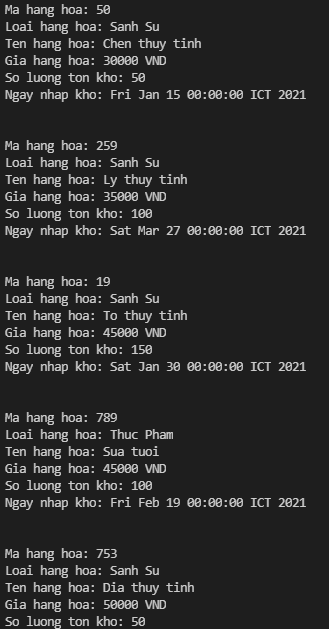 Ma hang hoa: 50
Loai hang hoa: Sanh Su
Ten hang hoa: Chen thuy tinh
Gia hang hoa: 30000 VND
So luong ton kho: 50
Ngay nhap kho: Fri Jan 15 00:00:00 ICT 2021
Ma hang hoa: 259
Loai hang hoa: Sanh Su
Ten hang hoa: Ly thuy tinh
Gia hang hoa: 35000 VND
So luong ton kho: 100
Ngay nhap kho: Sat Mar 27 00:00:00 ICT 2021
Ma hang hoa: 19
Loai hang hoa: Sanh Su
Ten hang hoa: To thuy tinh
Gia hang hoa: 45000 VND
So luong ton kho: 150
Ngay nhap kho: Sat Jan 30 00:00:00 ICT 2021
Ma hang hoa: 789
Loai hang hoa: Thuc Pham
Ten hang hoa: Sua tuoi
Gia hang hoa: 45000 VND
So luong ton kho: 100
Ngay nhap kho: Fri Feb 19 00:00:00 ICT 2021
Ma hang hoa: 753
Loai hang hoa: Sanh Su
Ten hang hoa: Dia thuy tinh
Gia hang hoa: 50000 VND
So luong ton kho: 50